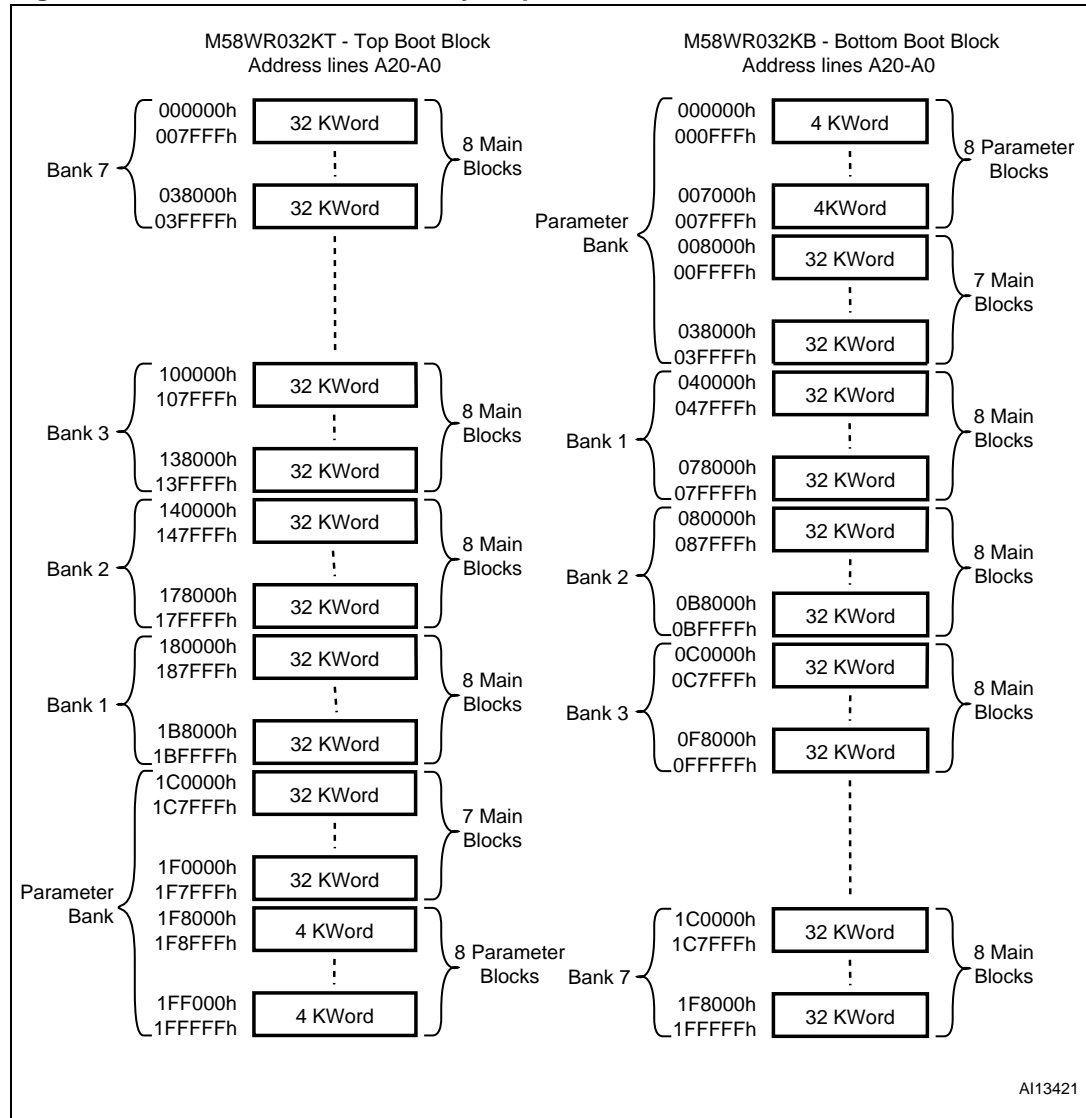 M58WR032KT - Top Boot Block
Address lines A20-A0
Bank 7
000000h
007FFFh
32 KWord
038000h
03FFFFh
32 KWord
8 Main
Blocks
Bank 3
100000h
107FFFh
32 KWord
138000h
13FFFFh
32 KWord
8 Main
Blocks
Bank 2
140000h
147FFFh
32 KWord
178000h
17FFFFh
32 KWord
8 Main
Blocks
Bank 1
180000h
187FFFh
32 KWord
1B8000h
1BFFFFh
32 KWord
8 Main
Blocks
Parameter
Bank
1C0000h
1C7FFFh
32 KWord
1F0000h
1F7FFFh
32 KWord
7 Main
Blocks
1F8000h
1F8FFFh
4 KWord
1FF000h
1FFFFFh
4 KWord
8 Parameter
Blocks
M58WR032KB - Bottom Boot Block
Address lines A20-A0
Parameter
Bank
000000h
000FFFh
4 KWord
007000h
007FFFh
4KWord
8 Parameter
Blocks
008000h
00FFFFh
32 KWord
038000h
03FFFFh
32 KWord
7 Main
Blocks
Bank 1
040000h
047FFFh
32 KWord
078000h
07FFFFh
32 KWord
8 Main
Blocks
Bank 2
080000h
087FFFh
32 KWord
0B8000h
0BFFFFh
32 KWord
8 Main
Blocks
Bank 3
0C0000h
0C7FFFh
32 KWord
0F8000h
0FFFFFh
32 KWord
8 Main
Blocks
Bank 7
1C0000h
1C7FFFh
32 KWord
1F8000h
1FFFFFh
32 KWord
8 Main
Blocks
AI13421